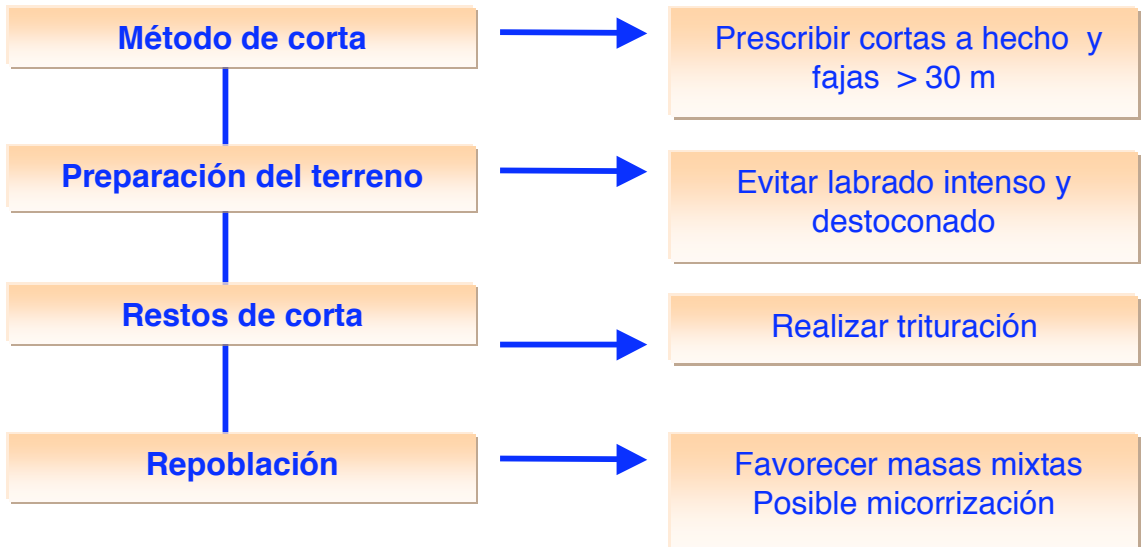 Método de corta
Prescribir cortas a hecho y
fajas > 30 m
Preparación del terreno
Evitar labrado intenso y
destoconado
Restos de corta
Realizar trituración
Repoblación
Favorecer masas mixtas
Posible micorrización